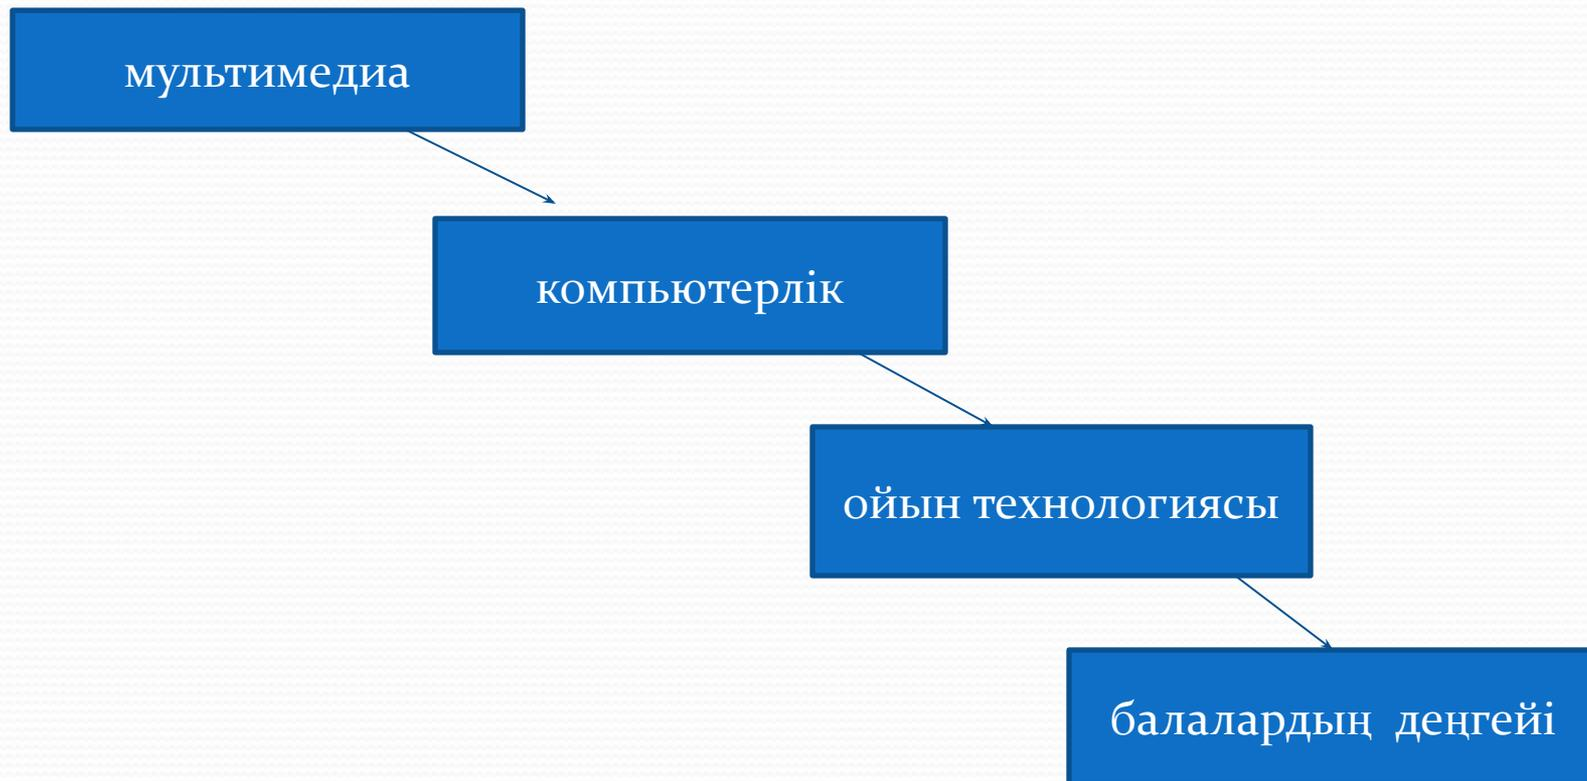 мультимедиа
компьютерлік
ойын технологиясы
балалардың деңгейі